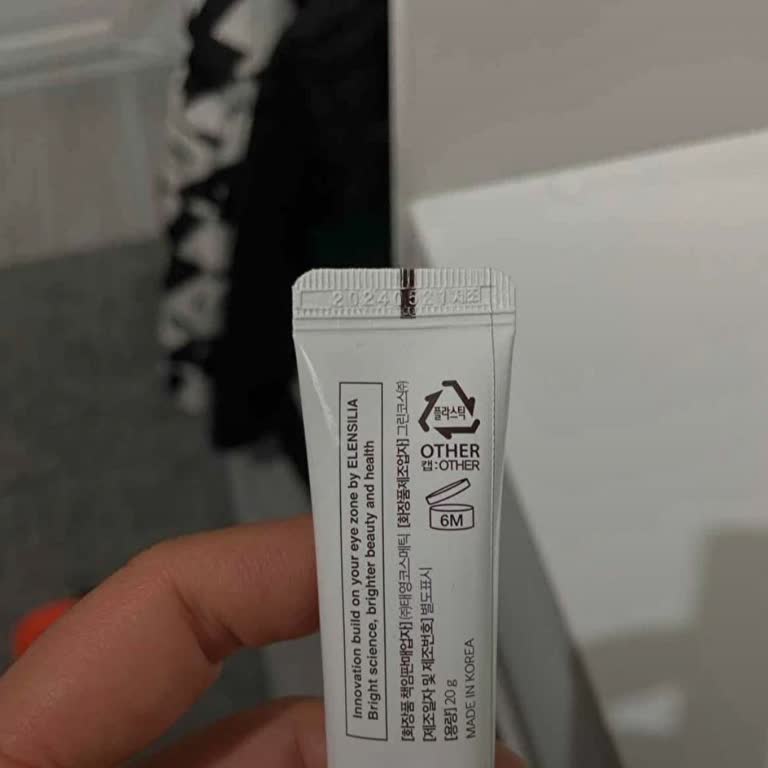 20240521제조
Innovation build on your eye zone by ELENSILIA
Bright science, brighter beauty and health
[화장품 책임판매업자] (주)태영코스메틱 [화장품제조업자] 그린코스(주)
[제조일자 및 제조번호] 별도표시
[용량] 20 g
MADE IN KOREA
플라스틱
OTHER
캡:OTHER
6M